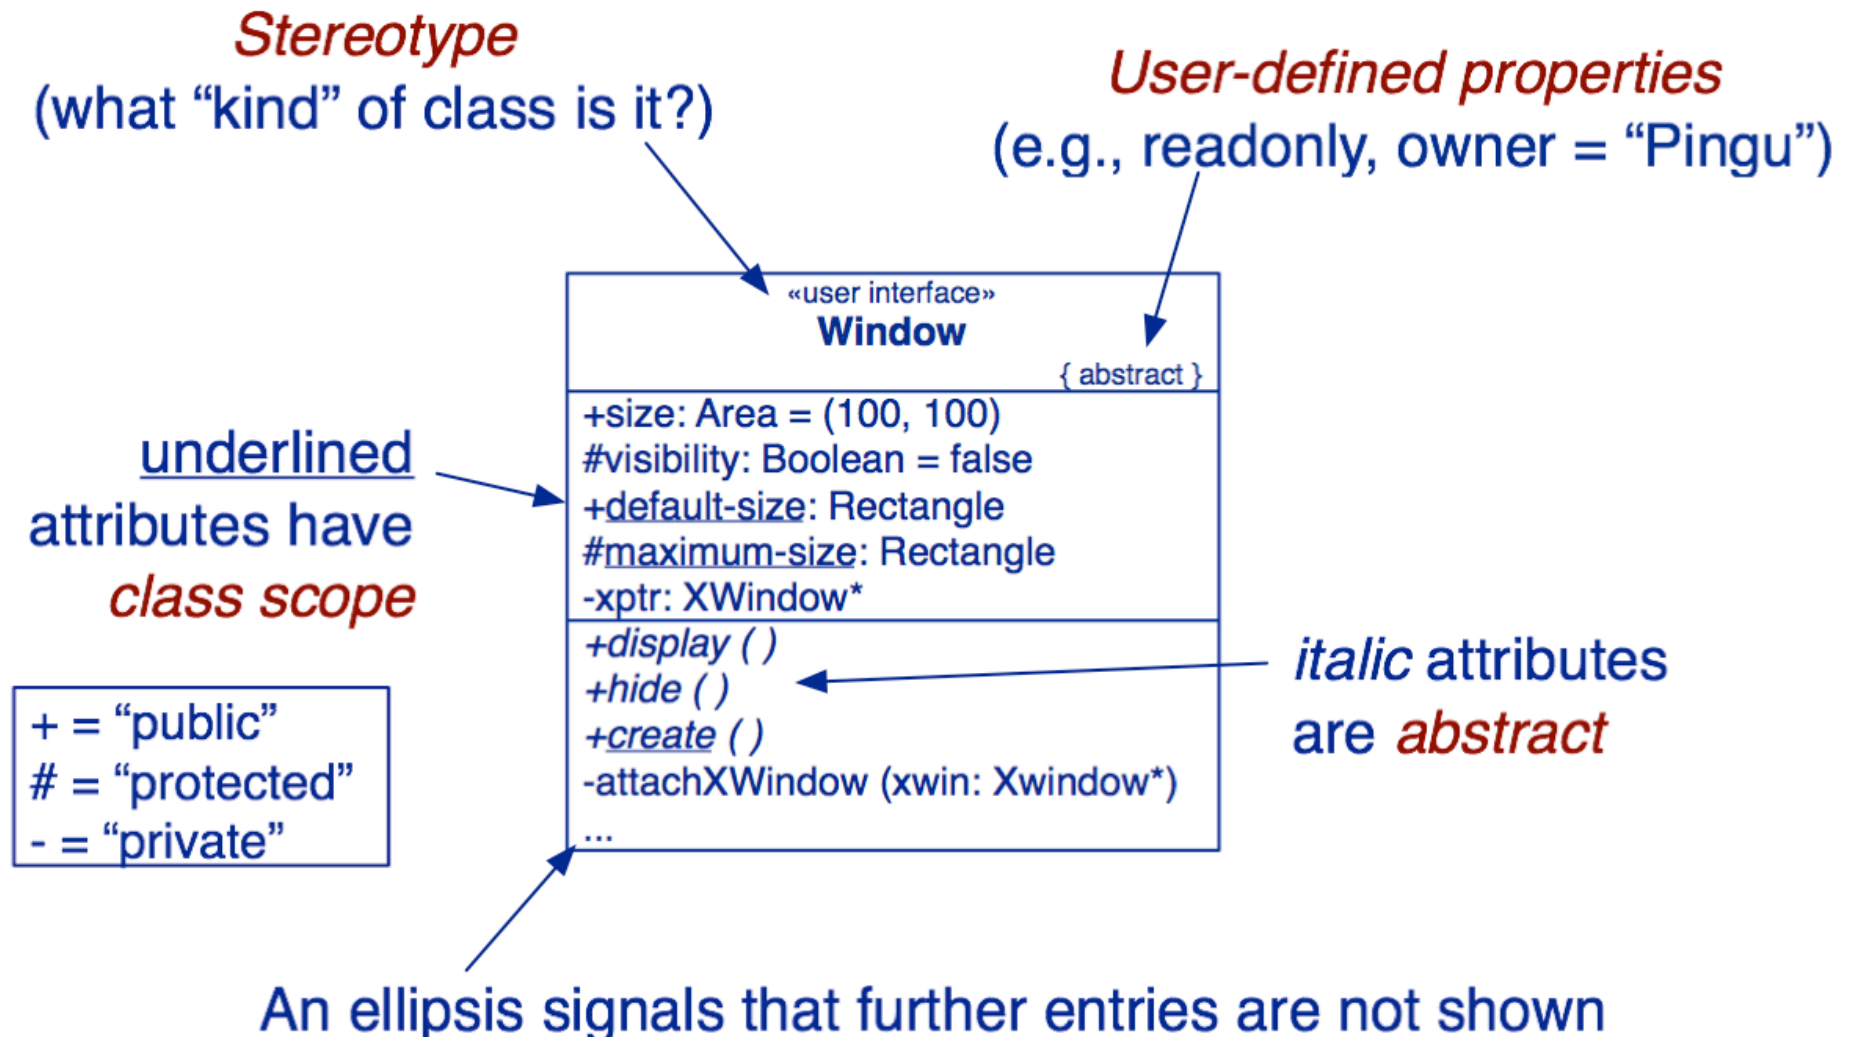 Stereotype
(what “kind” of class is it?)
User-defined properties
(e.g., readonly, owner = “Pingu”)
«user interface»
Window
{ abstract }
+size: Area = (100, 100)
#visibility: Boolean = false
+default-size: Rectangle
#maximum-size: Rectangle
-xptr: XWindow*
+display ( )
+hide ( )
+create ( )
-attachXWindow (xwin: Xwindow*)
...
underlined
attributes have
class scope
+ = “public”
# = “protected”
- = “private”
italic attributes
are abstract
An ellipsis signals that further entries are not shown